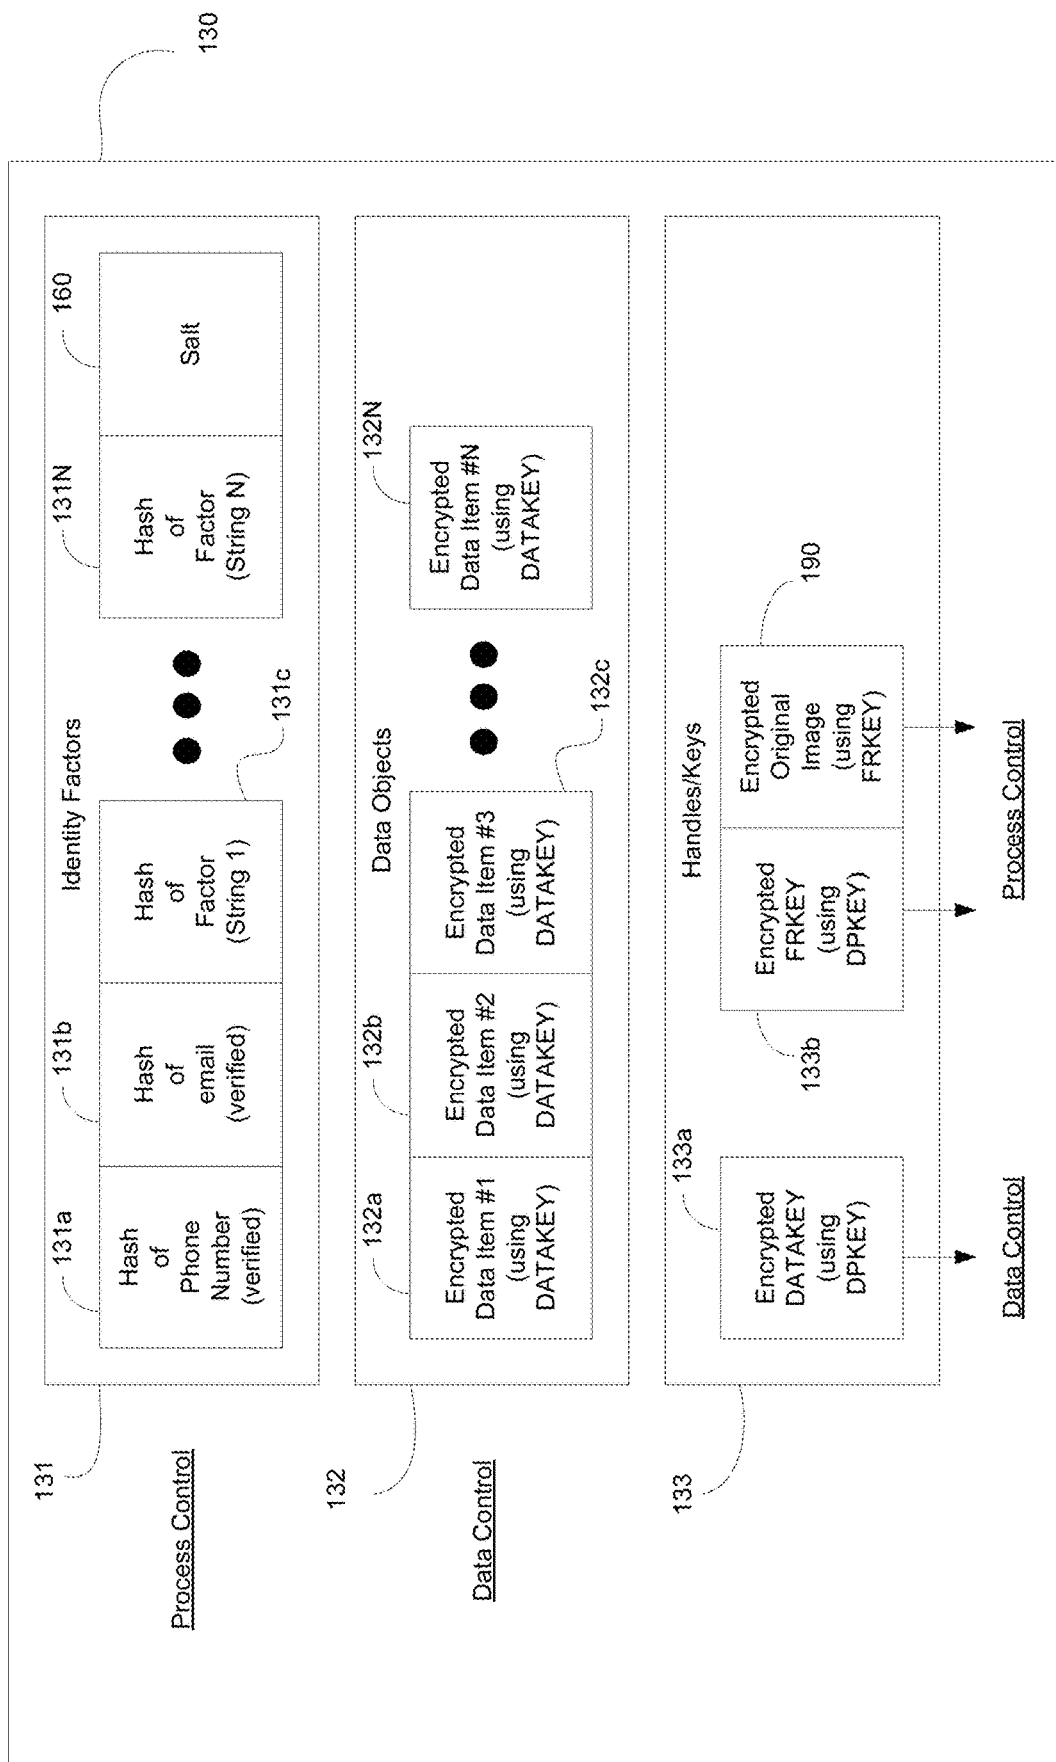 130
131
Process Control
Identity Factors
131a
Hash
of
Phone
Number
(verified)
131b
Hash
of
email
(verified)
131c
Hash
of
Factor
(String 1)
131N
Hash
of
Factor
(String N)
160
Salt
132
Data Control
Data Objects
132a
Encrypted
Data Item #1
(using
DATAKEY)
132b
Encrypted
Data Item #2
(using
DATAKEY)
132c
Encrypted
Data Item #3
(using
DATAKEY)
132N
Encrypted
Data Item #N
(using
DATAKEY)
133
Handles/Keys
133a
Encrypted
DATAKEY
(using
DPKEY)
133b
Encrypted
FRKEY
(using
DPKEY)
190
Encrypted
Original
Image
(using
FRKEY)
Data Control
Process Control